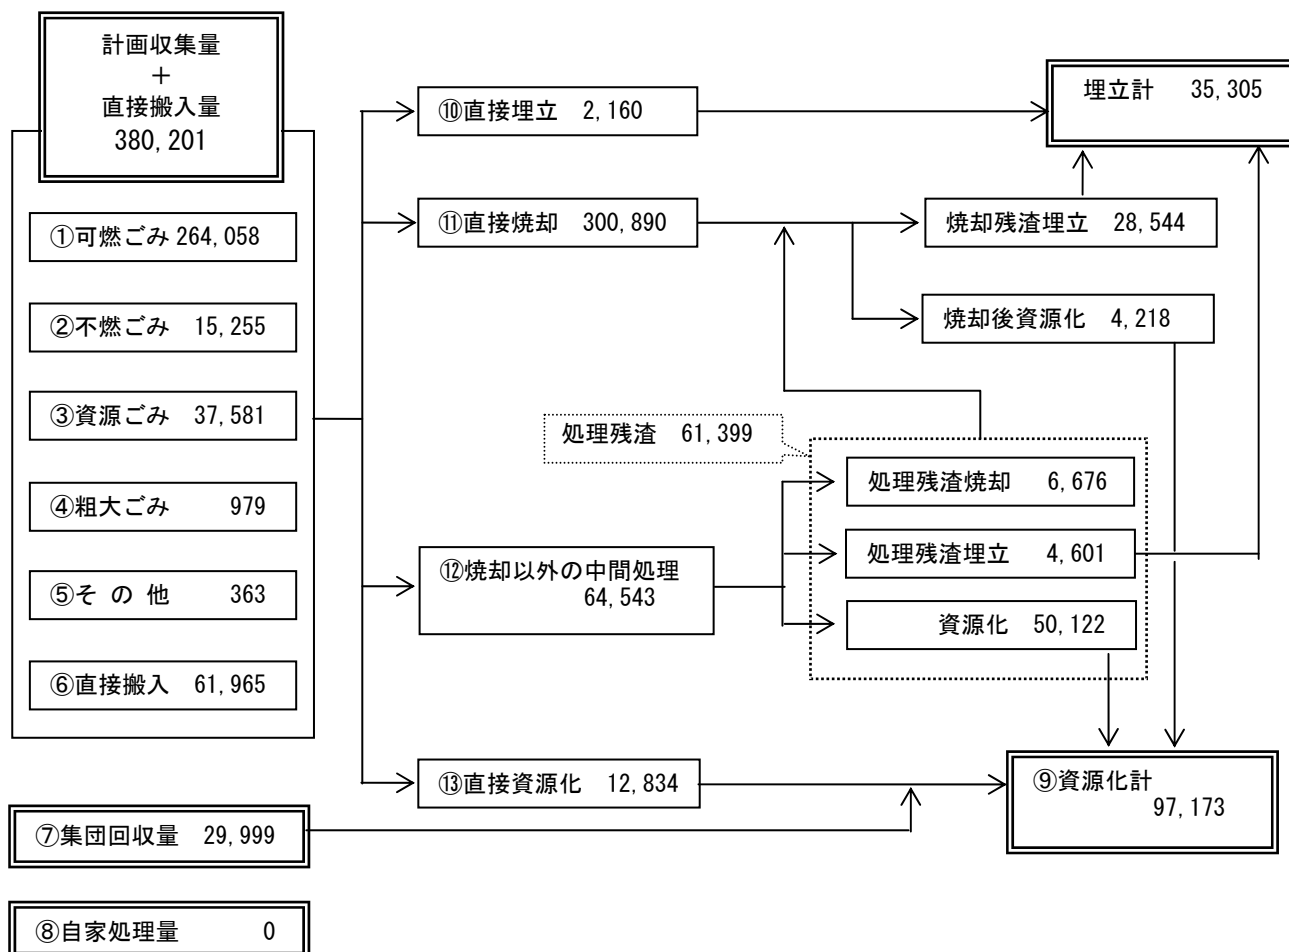 計画収集量
+
直接搬入量
380,201
①可燃ごみ 264,058
②不燃ごみ 15,255
③資源ごみ 37,581
④粗大ごみ 979
⑤そ の 他 363
⑥直接搬入 61,965
⑦集団回収量 29,999
⑧自家処理量 0
⑩直接埋立 2,160
⑪直接焼却 300,890
⑫焼却以外の中間処理
64,543
⑬直接資源化 12,834
処理残渣 61,399
埋立計 35,305
焼却残渣埋立 28,544
焼却後資源化 4,218
処理残渣焼却 6,676
処理残渣埋立 4,601
資源化 50,122
⑨資源化計
97,173